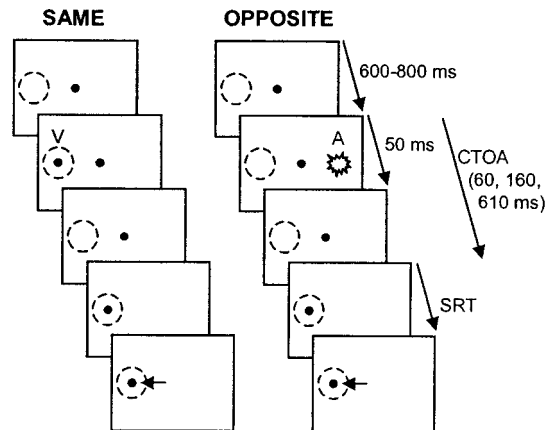 SAME
OPPOSITE
600-800 ms
V
A
50 ms
CTOA
(60, 160,
610 ms)
SRT